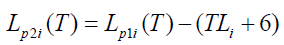 L_{p2i}(T) = L_{p1i}(T) − (TL_i + 6)